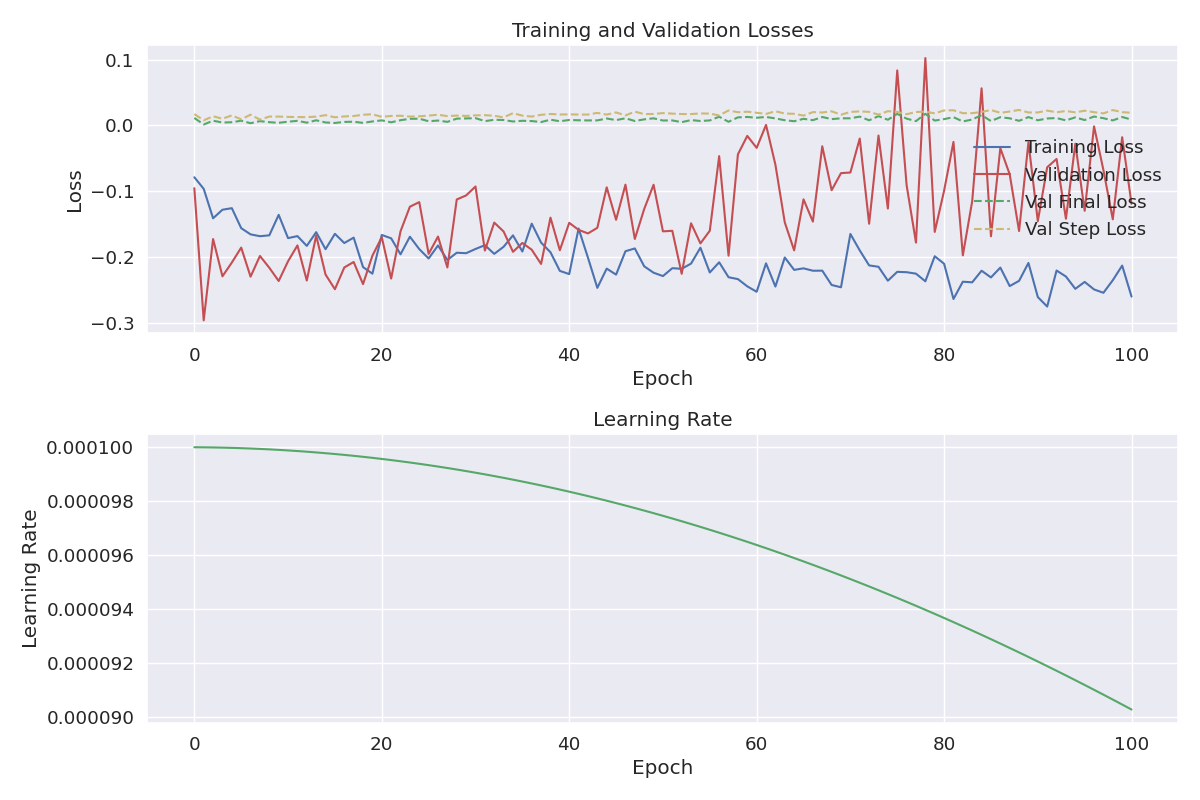 Training and Validation Losses
0.1
0.0
−0.1
−0.2
−0.3
Loss
Training Loss
Validation Loss
Val Final Loss
Val Step Loss
0 20 40 60 80 100
Epoch
Learning Rate
0.000100
0.000098
0.000096
0.000094
0.000092
0.000090
Learning Rate
0 20 40 60 80 100
Epoch